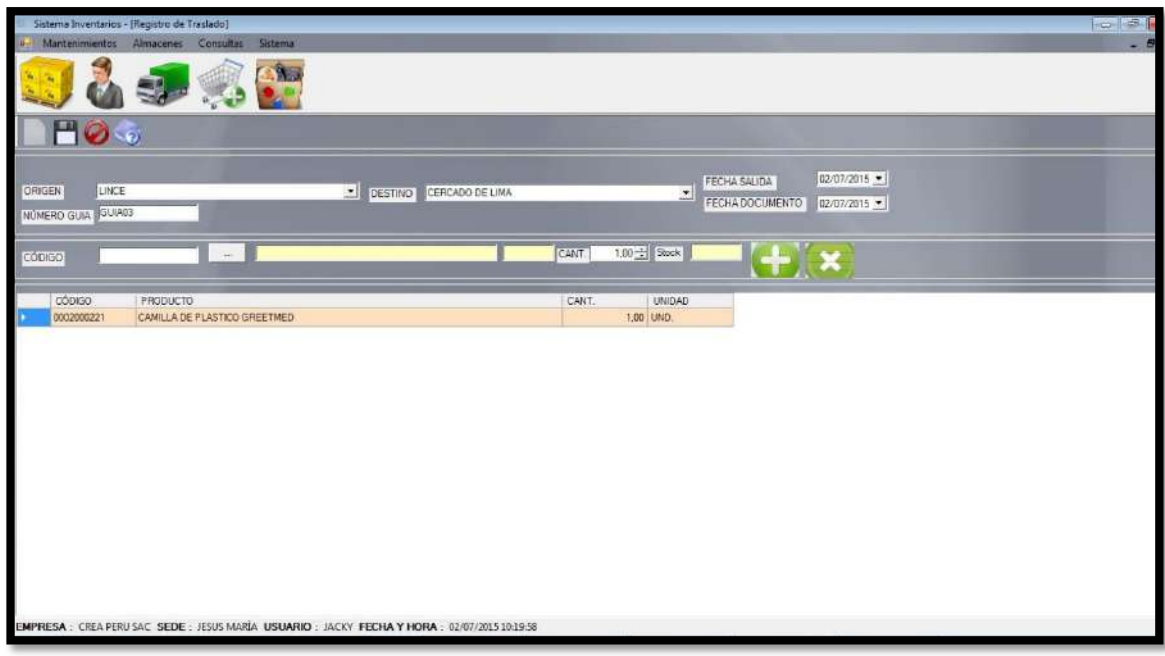 Sistema Inventarios - [Registro de Traslado]
Mantenimientos Almacenes Consultas Sistema
ORIGEN LINCE DESTINO CERCADO DE LIMA FECHA SALIDA 02/07/2015
NÚMERO GUIA GUIA03 FECHA DOCUMENTO 02/07/2015
CÓDIGO ... CANT. 1,00 Stock
CÓDIGO PRODUCTO CANT. UNIDAD
0002000221 CAMILLA DE PLASTICO GREETMED 1,00 UND.
EMPRESA : CREA PERU SAC SEDE : JESUS MARÍA USUARIO : JACKY FECHA Y HORA : 02/07/2015 10:19:58